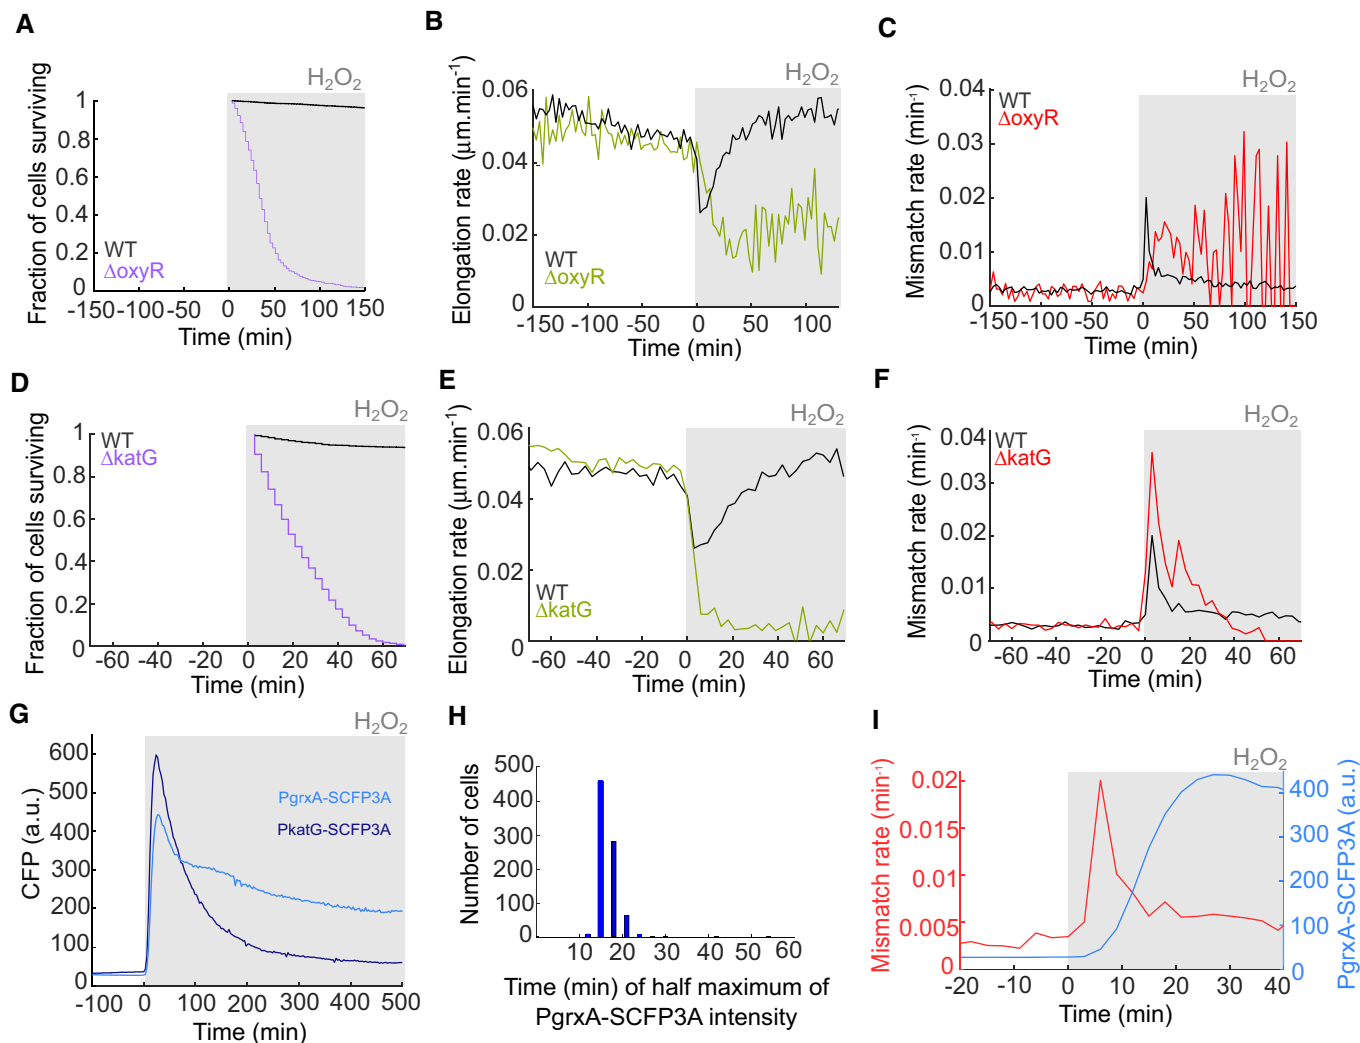 A
H₂O₂
Fraction of cells surviving
1
0.8
0.6
0.4
0.2
0
WT
ΔoxyR
-150 -100 -50 0 50 100 150
Time (min)
B
H₂O₂
Elongation rate (µm.min⁻¹)
0.06
0.04
0.02
0
WT
ΔoxyR
-150 -100 -50 0 50 100
Time (min)
C
H₂O₂
Mismatch rate (min⁻¹)
0.04
0.03
0.02
0.01
0
WT
ΔoxyR
-150 -100 -50 0 50 100 150
Time (min)
D
H₂O₂
Fraction of cells surviving
1
0.8
0.6
0.4
0.2
0
WT
ΔkatG
-60 -40 -20 0 20 40 60
Time (min)
E
H₂O₂
Elongation rate (µm.min⁻¹)
0.06
0.04
0.02
0
WT
ΔkatG
-60 -40 -20 0 20 40 60
Time (min)
F
H₂O₂
Mismatch rate (min⁻¹)
0.04
0.03
0.02
0.01
0
WT
ΔkatG
-60 -40 -20 0 20 40 60
Time (min)
G
H₂O₂
CFP (a.u.)
600
500
400
300
200
100
0
PgrxA-SCFP3A
PkatG-SCFP3A
-100 0 100 200 300 400 500
Time (min)
H
Number of cells
500
400
300
200
100
0
10 20 30 40 50 60
Time (min) of half maximum of
PgrxA-SCFP3A intensity
I
H₂O₂
Mismatch rate (min⁻¹)
0.02
0.015
0.01
0.005
0
PgrxA-SCFP3A (a.u.)
400
300
200
100
0
-20 -10 0 10 20 30 40
Time (min)